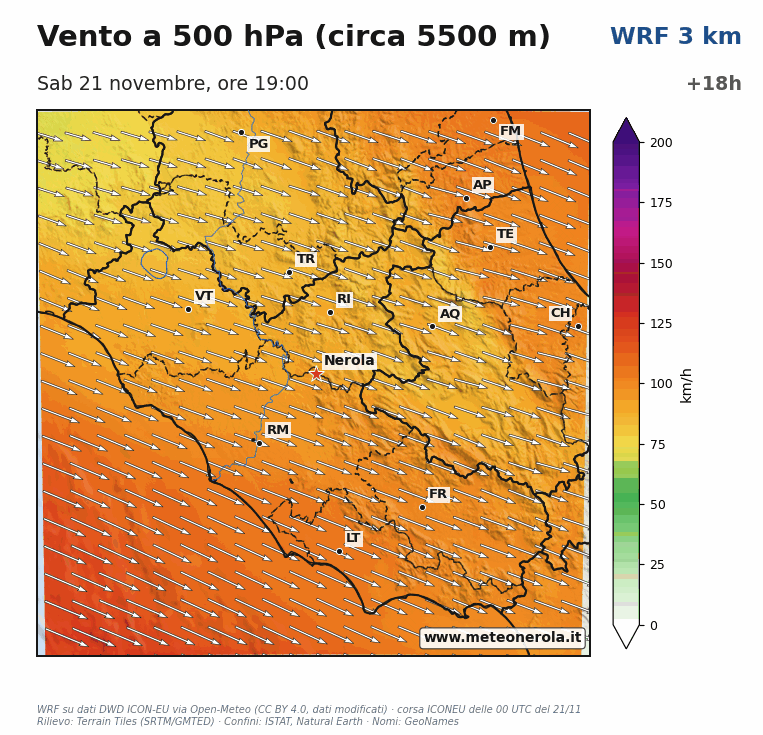 Vento a 500 hPa (circa 5500 m)
WRF 3 km
Sab 21 novembre, ore 19:00
+18h
PG
FM
AP
TE
TR
VT
RI
AQ
CH
Nerola
RM
FR
LT
www.meteonerola.it
200
175
150
125
100
75
50
25
0
km/h
WRF su dati DWD ICON-EU via Open-Meteo (CC BY 4.0, dati modificati) · corsa ICONEU delle 00 UTC del 21/11
Rilievo: Terrain Tiles (SRTM/GMTED) · Confini: ISTAT, Natural Earth · Nomi: GeoNames